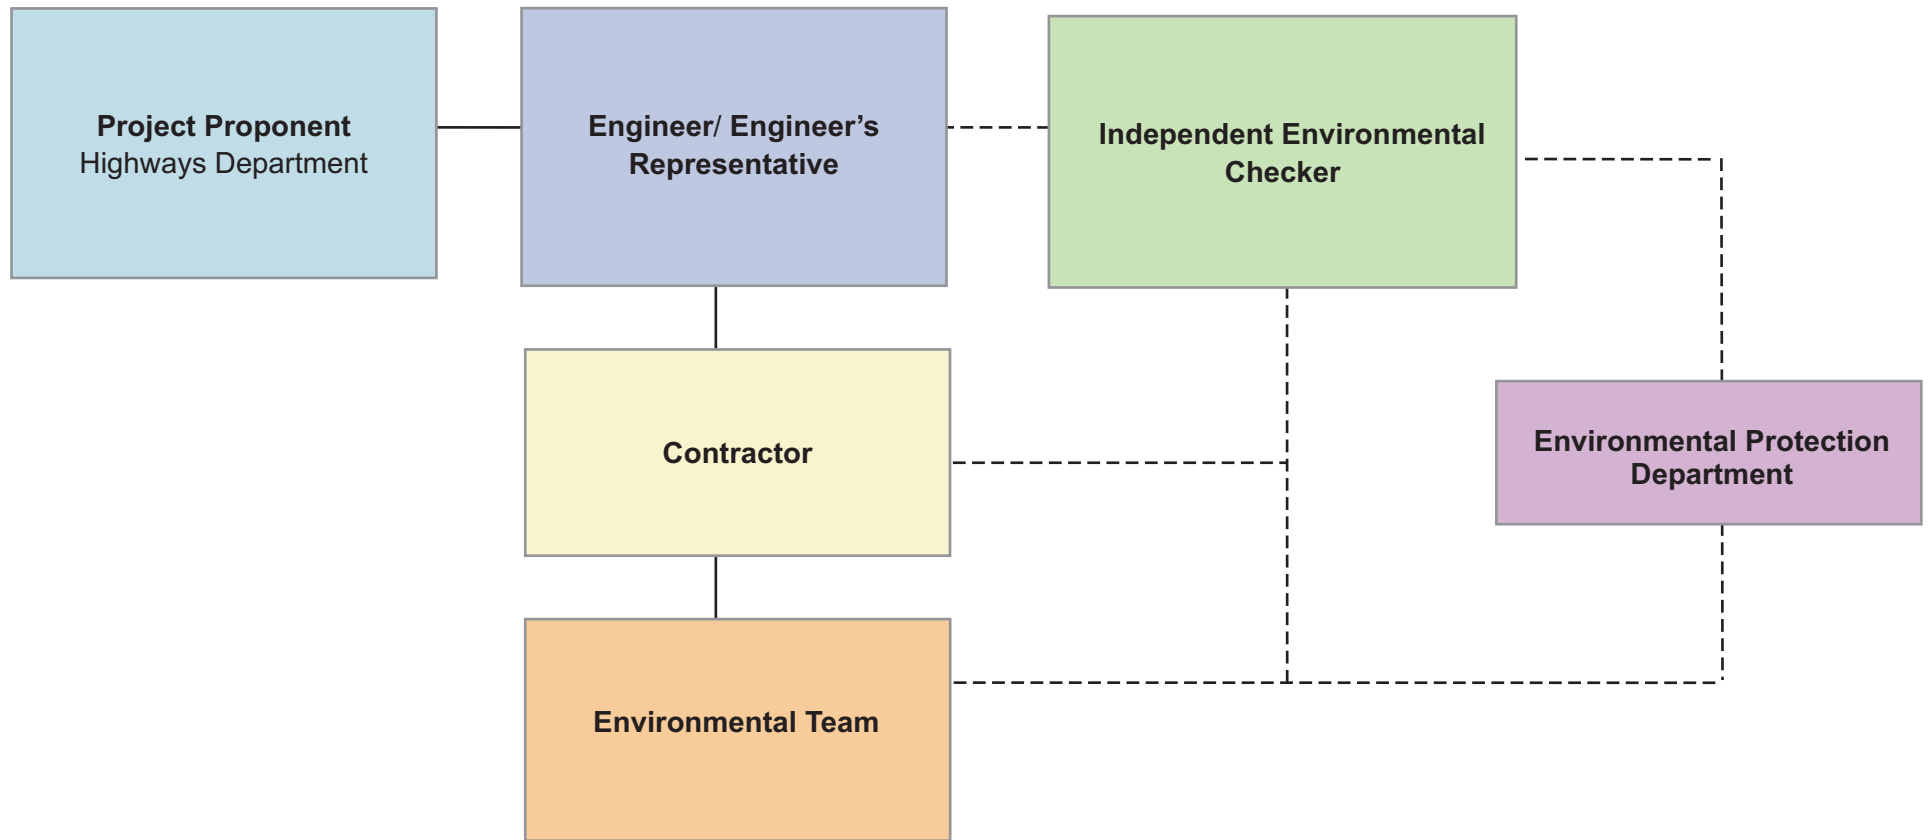 Project Proponent
Highways Department
Engineer/ Engineer’s
Representative
Independent Environmental
Checker
Contractor
Environmental Protection
Department
Environmental Team